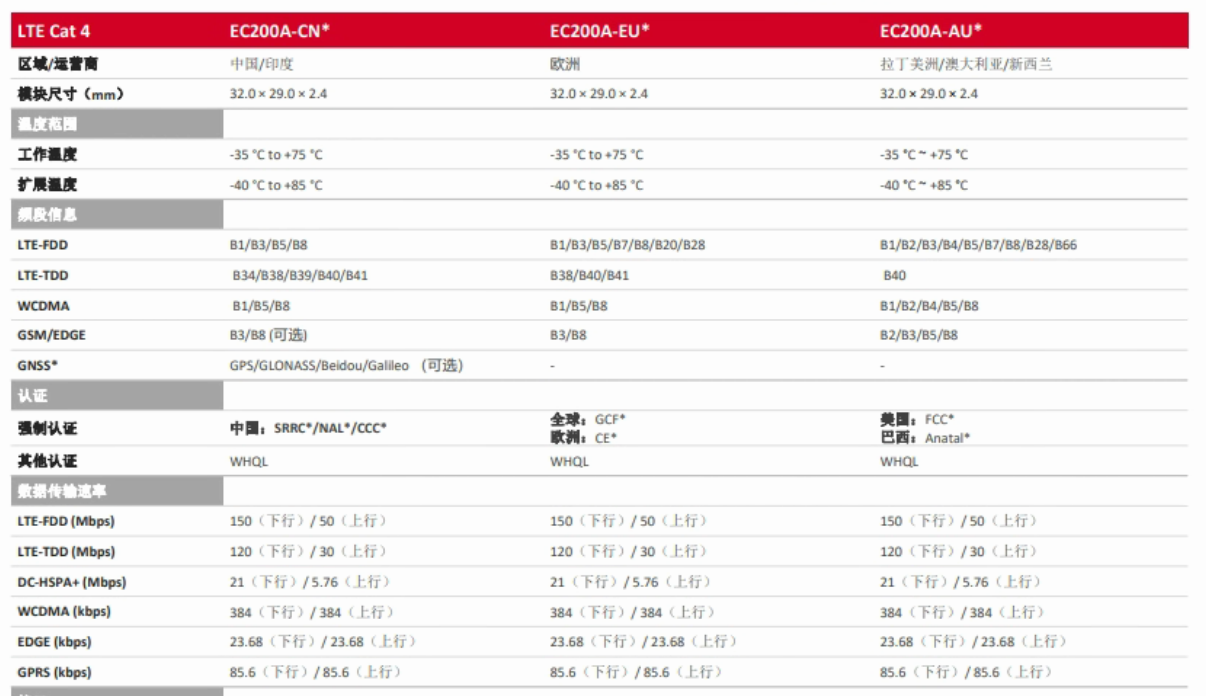 LTE Cat 4 EC200A-CN* EC200A-EU* EC200A-AU*
区域/运营商 中国/印度 欧洲 拉丁美洲/澳大利亚/新西兰
模块尺寸（mm） 32.0 × 29.0 × 2.4 32.0 × 29.0 × 2.4 32.0 × 29.0 × 2.4
温度范围
工作温度 -35 °C to +75 °C -35 °C to +75 °C -35 °C ~ +75 °C
扩展温度 -40 °C to +85 °C -40 °C to +85 °C -40 °C ~ +85 °C
频段信息
LTE-FDD B1/B3/B5/B8 B1/B3/B5/B7/B8/B20/B28 B1/B2/B3/B4/B5/B7/B8/B28/B66
LTE-TDD B34/B38/B39/B40/B41 B38/B40/B41 B40
WCDMA B1/B5/B8 B1/B5/B8 B1/B2/B4/B5/B8
GSM/EDGE B3/B8 (可选) B3/B8 B2/B3/B5/B8
GNSS* GPS/GLONASS/Beidou/Galileo （可选) - -
认证
强制认证 中国：SRRC*/NAL*/CCC* 全球：GCF* 美国：FCC*
欧洲：CE* 巴西：Anatal*
其他认证 WHQL WHQL WHQL
数据传输速率
LTE-FDD (Mbps) 150（下行）/ 50（上行） 150（下行）/ 50（上行） 150（下行）/ 50（上行）
LTE-TDD (Mbps) 120（下行）/ 30（上行） 120（下行）/ 30（上行） 120（下行）/ 30（上行）
DC-HSPA+ (Mbps) 21（下行）/ 5.76（上行） 21（下行）/ 5.76（上行） 21（下行）/ 5.76（上行）
WCDMA (kbps) 384（下行）/ 384（上行） 384（下行）/ 384（上行） 384（下行）/ 384（上行）
EDGE (kbps) 23.68（下行）/ 23.68（上行） 23.68（下行）/ 23.68（上行） 23.68（下行）/ 23.68（上行）
GPRS (kbps) 85.6（下行）/ 85.6（上行） 85.6（下行）/ 85.6（上行） 85.6（下行）/ 85.6（上行）